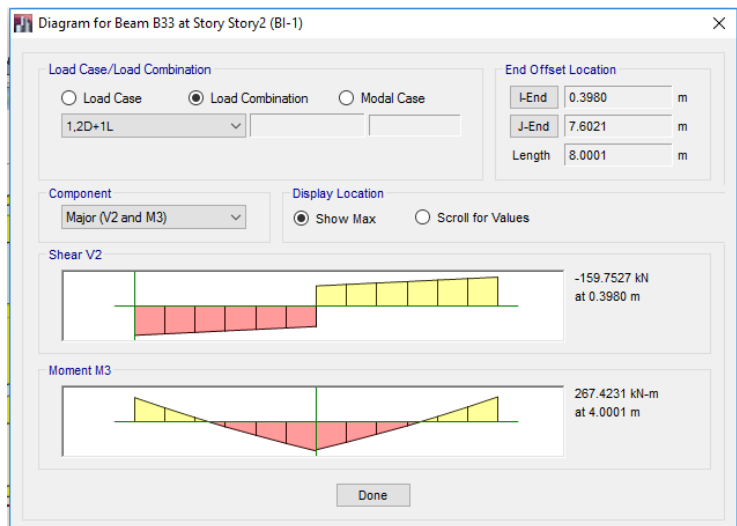 Diagram for Beam B33 at Story Story2 (BI-1)
Load Case/Load Combination
Load Case
Load Combination
Modal Case
1,2D+1L
End Offset Location
I-End 0.3980 m
J-End 7.6021 m
Length 8.0001 m
Component
Major (V2 and M3)
Display Location
Show Max
Scroll for Values
Shear V2
-159.7527 kN
at 0.3980 m
Moment M3
267.4231 kN-m
at 4.0001 m
Done